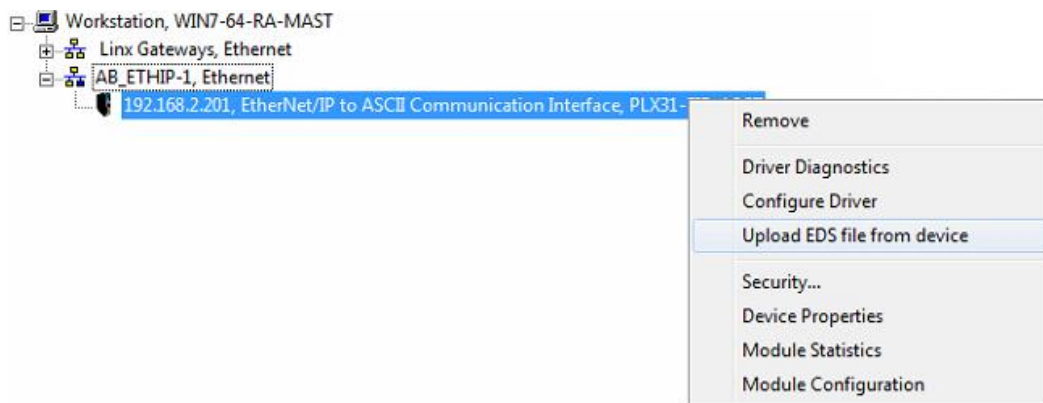 Workstation, WIN7-64-RA-MAST
Linx Gateways, Ethernet
AB_ETHIP-1, Ethernet
192.168.2.201, EtherNet/IP to ASCII Communication Interface, PLX31-
Remove
Driver Diagnostics
Configure Driver
Upload EDS file from device
Security...
Device Properties
Module Statistics
Module Configuration